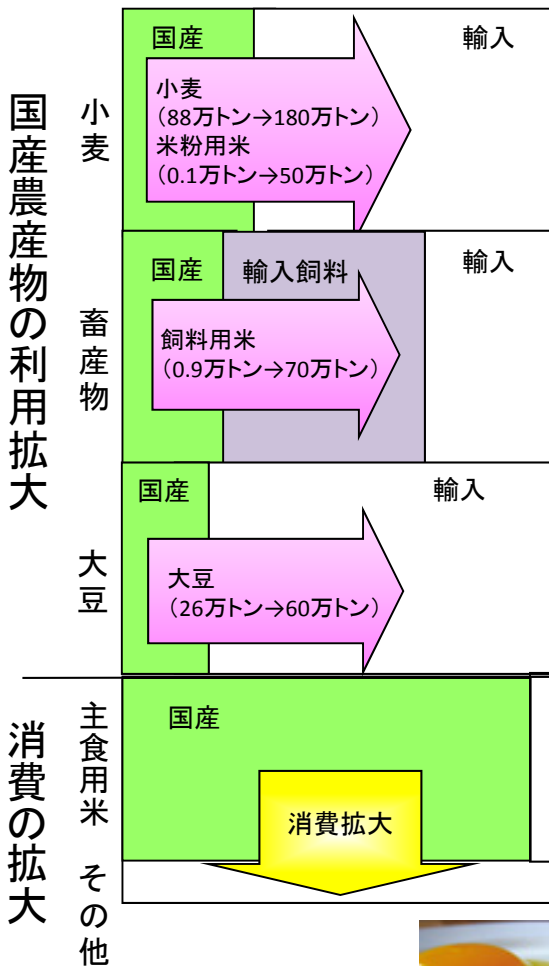 国産農産物の利用拡大
小麦
国産
輸入
小麦
（88万トン→180万トン）
米粉用米
（0.1万トン→50万トン）
畜産物
国産
輸入飼料
輸入
飼料用米
（0.9万トン→70万トン）
大豆
国産
輸入
大豆
（26万トン→60万トン）
消費の拡大
主食用米
国産
消費拡大
その他